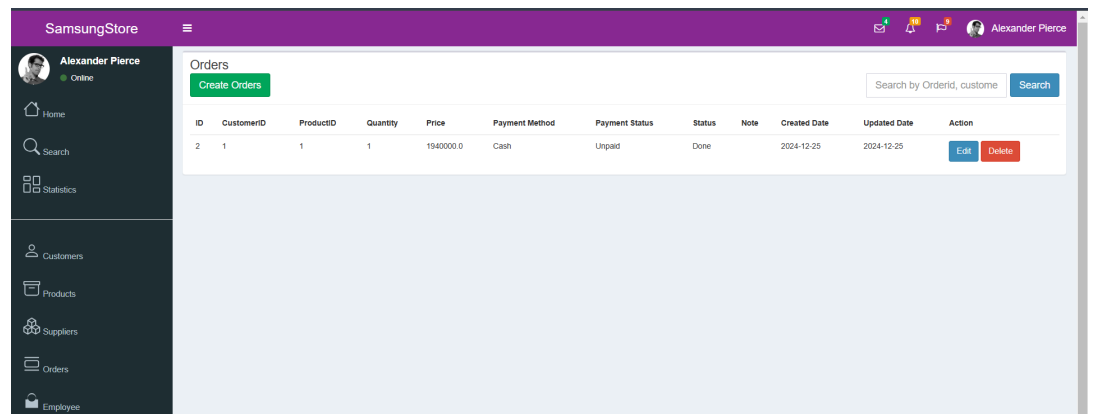 SamsungStore 4 10 9 Alexander Pierce
Alexander Pierce
Online
Home
Search
Statistics
Customers
Products
Suppliers
Orders
Employee
Orders
Create Orders Search by Orderid, custome Search
ID CustomerID ProductID Quantity Price Payment Method Payment Status Status Note Created Date Updated Date Action
2 1 1 1 1940000.0 Cash Unpaid Done 2024-12-25 2024-12-25 Edit Delete